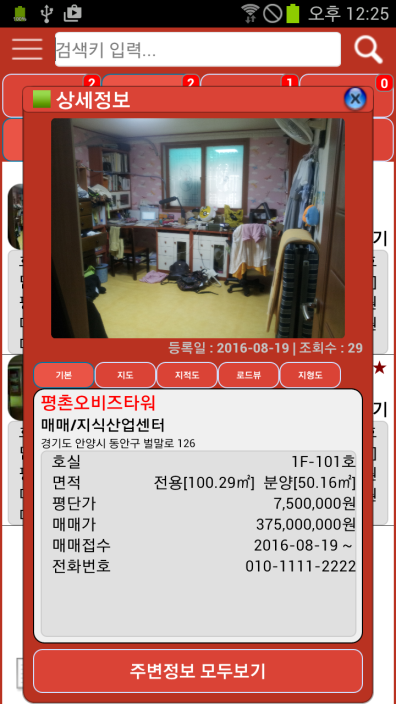 오후 12:25
검색키 입력...
2
2
1
0
상세정보
등록일 : 2016-08-19 | 조회수 : 29
기본
지도
지적도
로드뷰
지형도
평촌오비즈타워
매매/지식산업센터
경기도 안양시 동안구 벌말로 126
호실 1F-101호
면적 전용[100.29㎡] 분양[50.16㎡]
평단가 7,500,000원
매매가 375,000,000원
매매접수 2016-08-19 ~
전화번호 010-1111-2222
주변정보 모두보기